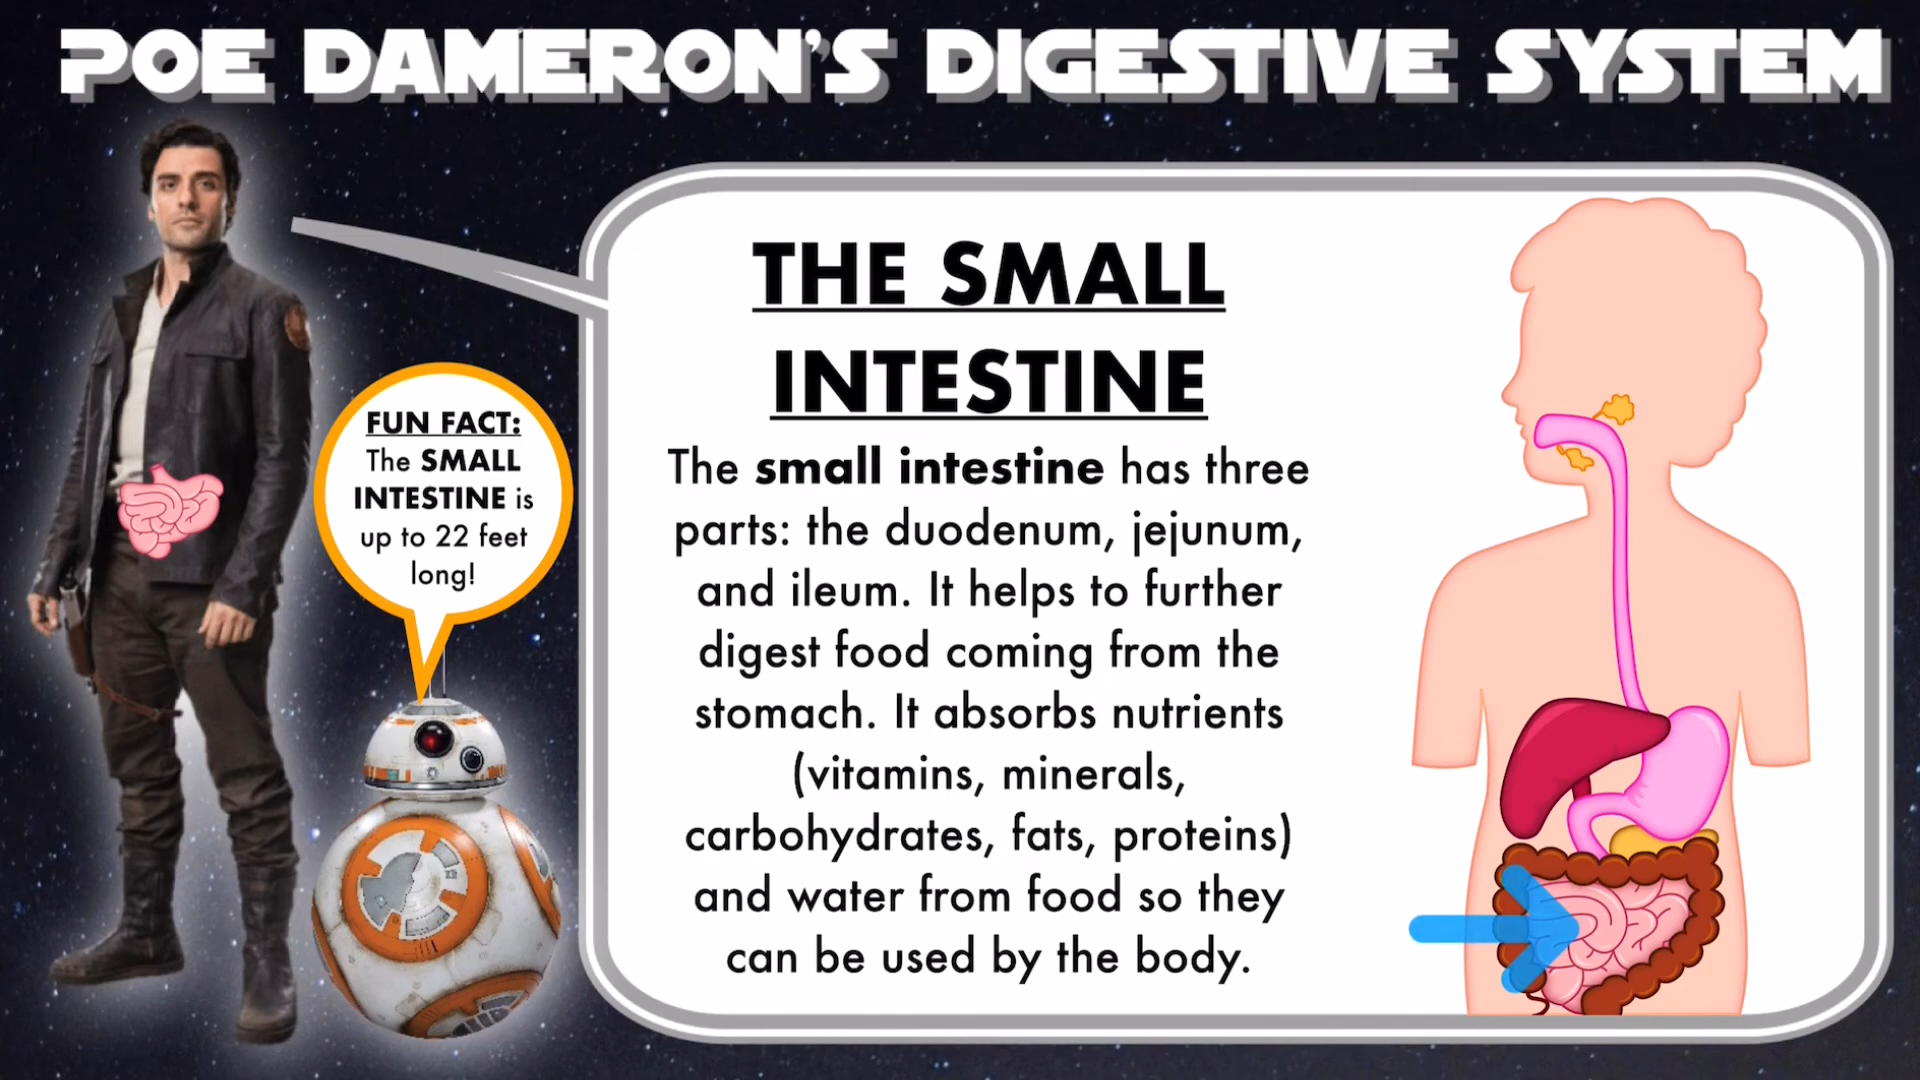 POE DAMERON'S DIGESTIVE SYSTEM
THE SMALL
INTESTINE
The small intestine has three
parts: the duodenum, jejunum,
and ileum. It helps to further
digest food coming from the
stomach. It absorbs nutrients
(vitamins, minerals,
carbohydrates, fats, proteins)
and water from food so they
can be used by the body.
FUN FACT:
The SMALL
INTESTINE is
up to 22 feet
long!